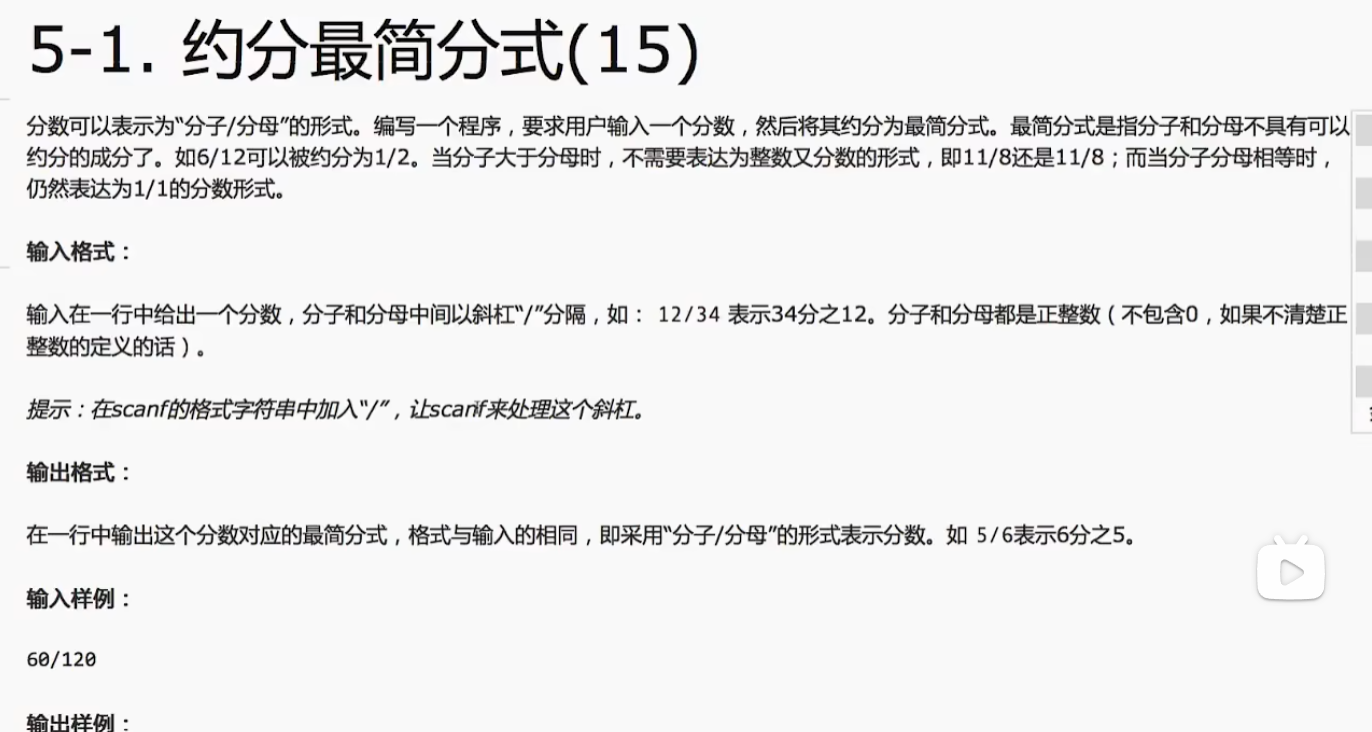 5-1. 约分最简分式(15)
分数可以表示为“分子/分母”的形式。编写一个程序，要求用户输入一个分数，然后将其约分为最简分式。最简分式是指分子和分母不具有可以
约分的成分了。如6/12可以被约分为1/2。当分子大于分母时，不需要表达为整数又分数的形式，即11/8还是11/8；而当分子分母相等时，
仍然表达为1/1的分数形式。
输入格式：
输入在一行中给出一个分数，分子和分母中间以斜杠“/”分隔，如： 12/34 表示34分之12。分子和分母都是正整数（不包含0，如果不清楚正
整数的定义的话）。
提示：在scanf的格式字符串中加入“/”，让scanf来处理这个斜杠。
输出格式：
在一行中输出这个分数对应的最简分式，格式与输入的相同，即采用“分子/分母”的形式表示分数。如 5/6表示6分之5。
输入样例：
60/120
输出样例：